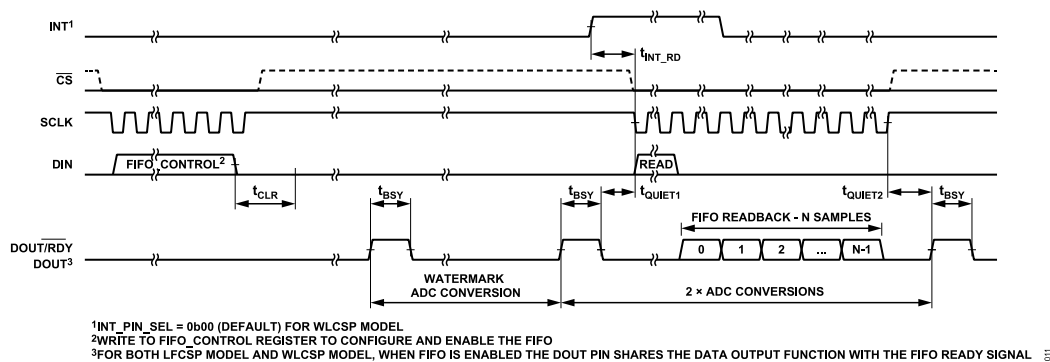 INT1
tINT_RD
CS
SCLK
DIN
FIFO_CONTROL2
READ
tCLR
tBSY
tBSY
tQUIET1
tQUIET2
tBSY
FIFO READBACK - N SAMPLES
DOUT/RDY
DOUT3
0
1
2
...
N-1
WATERMARK
ADC CONVERSION
2 × ADC CONVERSIONS
1INT_PIN_SEL = 0b00 (DEFAULT) FOR WLCSP MODEL
2WRITE TO FIFO_CONTROL REGISTER TO CONFIGURE AND ENABLE THE FIFO
3FOR BOTH LFCSP MODEL AND WLCSP MODEL, WHEN FIFO IS ENABLED THE DOUT PIN SHARES THE DATA OUTPUT FUNCTION WITH THE FIFO READY SIGNAL